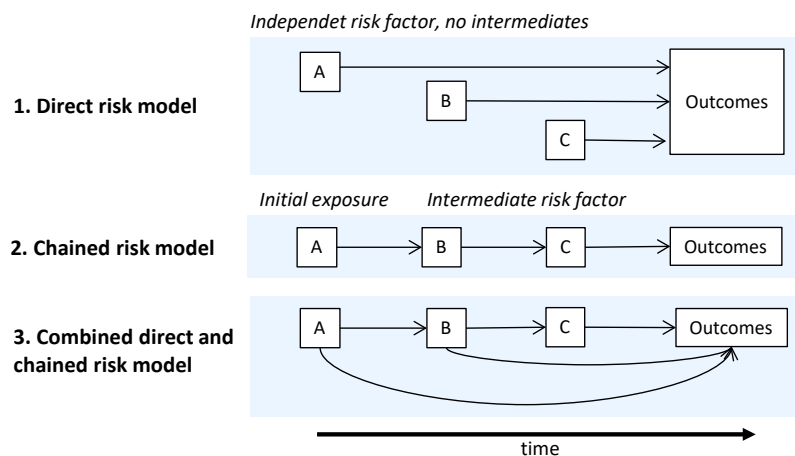 Independet risk factor, no intermediates
1. Direct risk model
A
B
C
Outcomes
Initial exposure
Intermediate risk factor
2. Chained risk model
A
B
C
Outcomes
3. Combined direct and
chained risk model
A
B
C
Outcomes
time